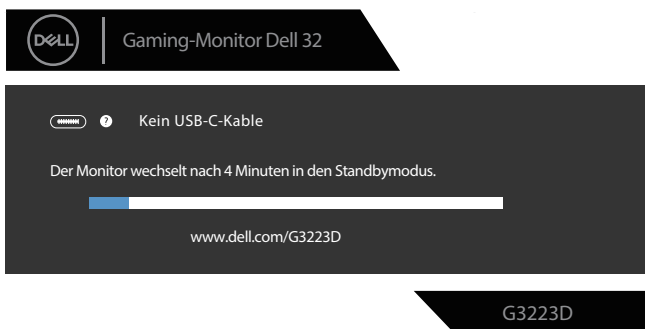 DELL
Gaming-Monitor Dell 32
? Kein USB-C-Kable
Der Monitor wechselt nach 4 Minuten in den Standbymodus.
www.dell.com/G3223D
G3223D